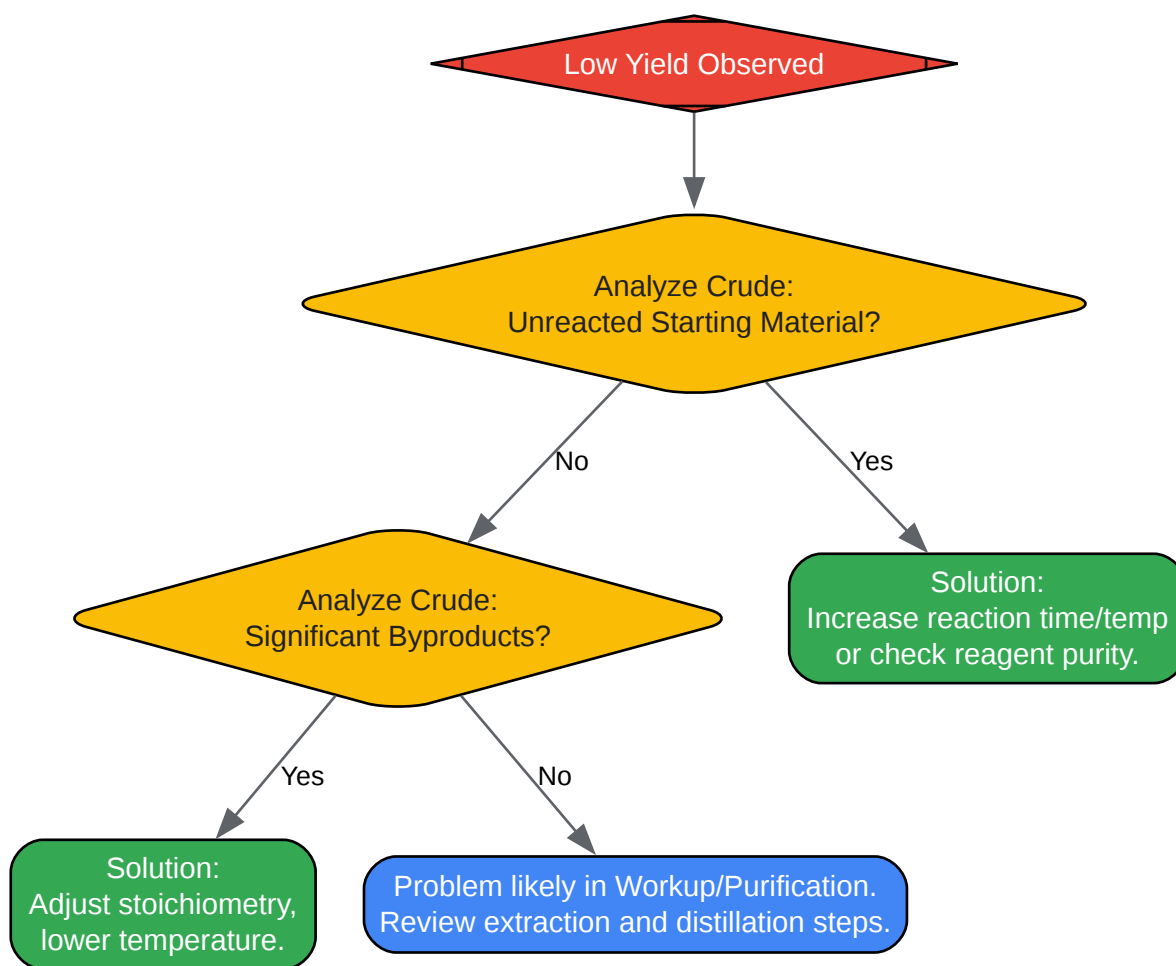 Low Yield Observed
Analyze Crude:
Unreacted Starting Material?
No
Yes
Analyze Crude:
Significant Byproducts?
Solution:
Increase reaction time/temp
or check reagent purity.
Yes
No
Solution:
Adjust stoichiometry,
lower temperature.
Problem likely in Workup/Purification.
Review extraction and distillation steps.